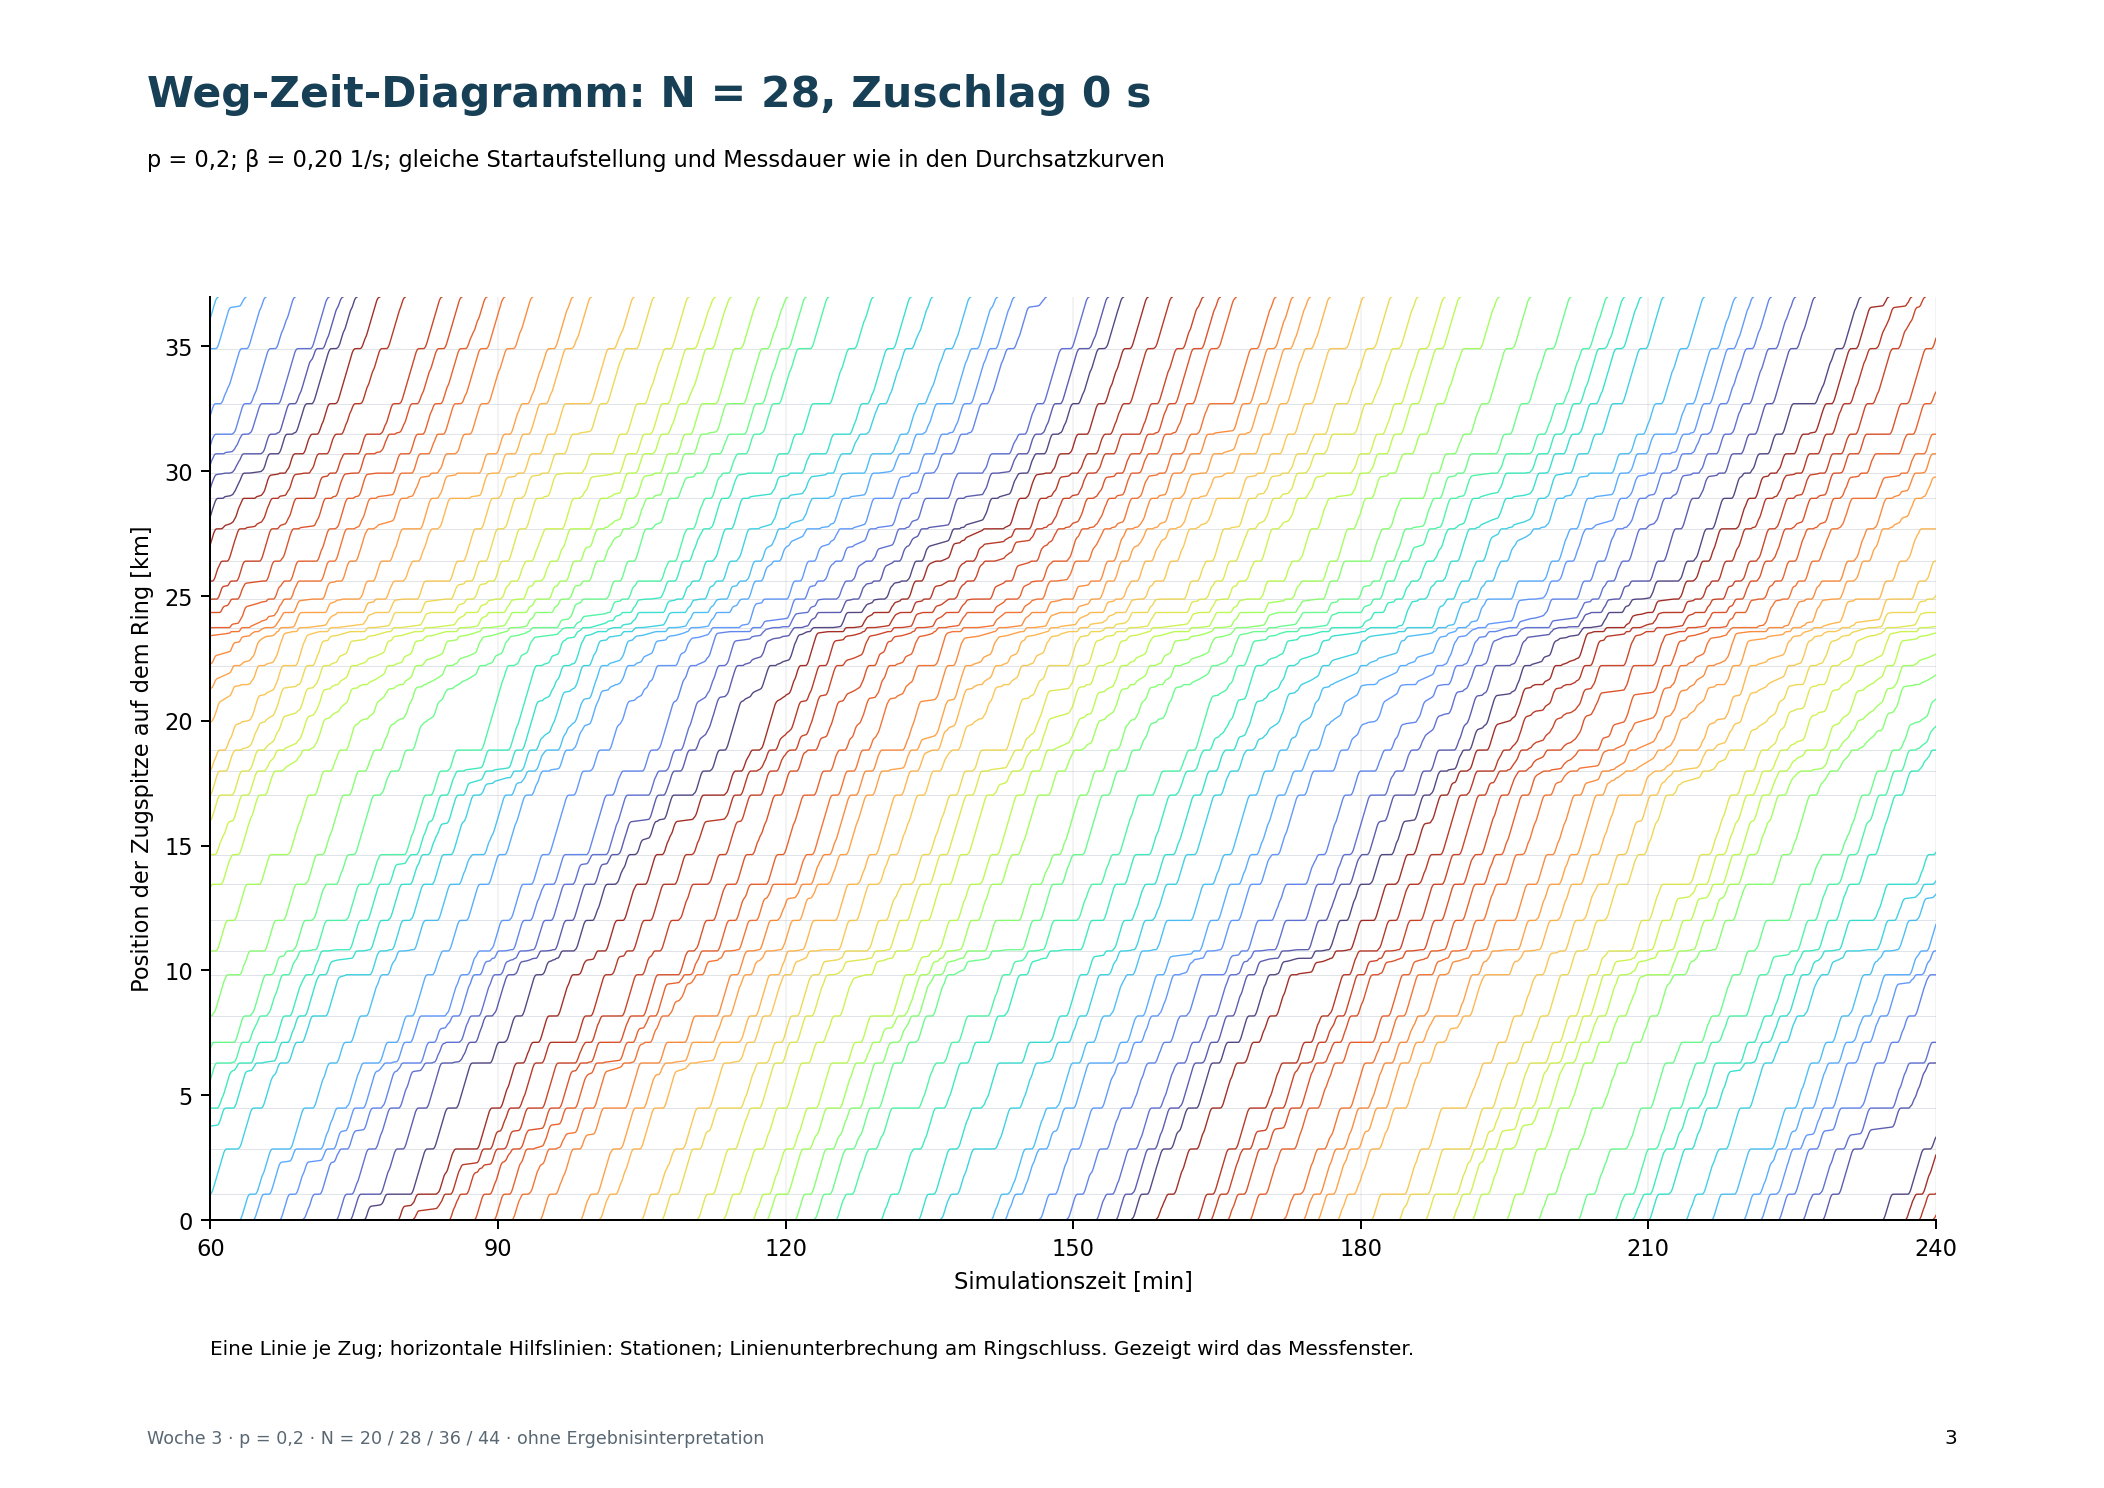 Weg-Zeit-Diagramm: N = 28, Zuschlag 0 s
p = 0,2; β = 0,20 1/s; gleiche Startaufstellung und Messdauer wie in den Durchsatzkurven
Position der Zugspitze auf dem Ring [km]
35
30
25
20
15
10
5
0
60 90 120 150 180 210 240
Simulationszeit [min]
Eine Linie je Zug; horizontale Hilfslinien: Stationen; Linienunterbrechung am Ringschluss. Gezeigt wird das Messfenster.
Woche 3 · p = 0,2 · N = 20 / 28 / 36 / 44 · ohne Ergebnisinterpretation 3